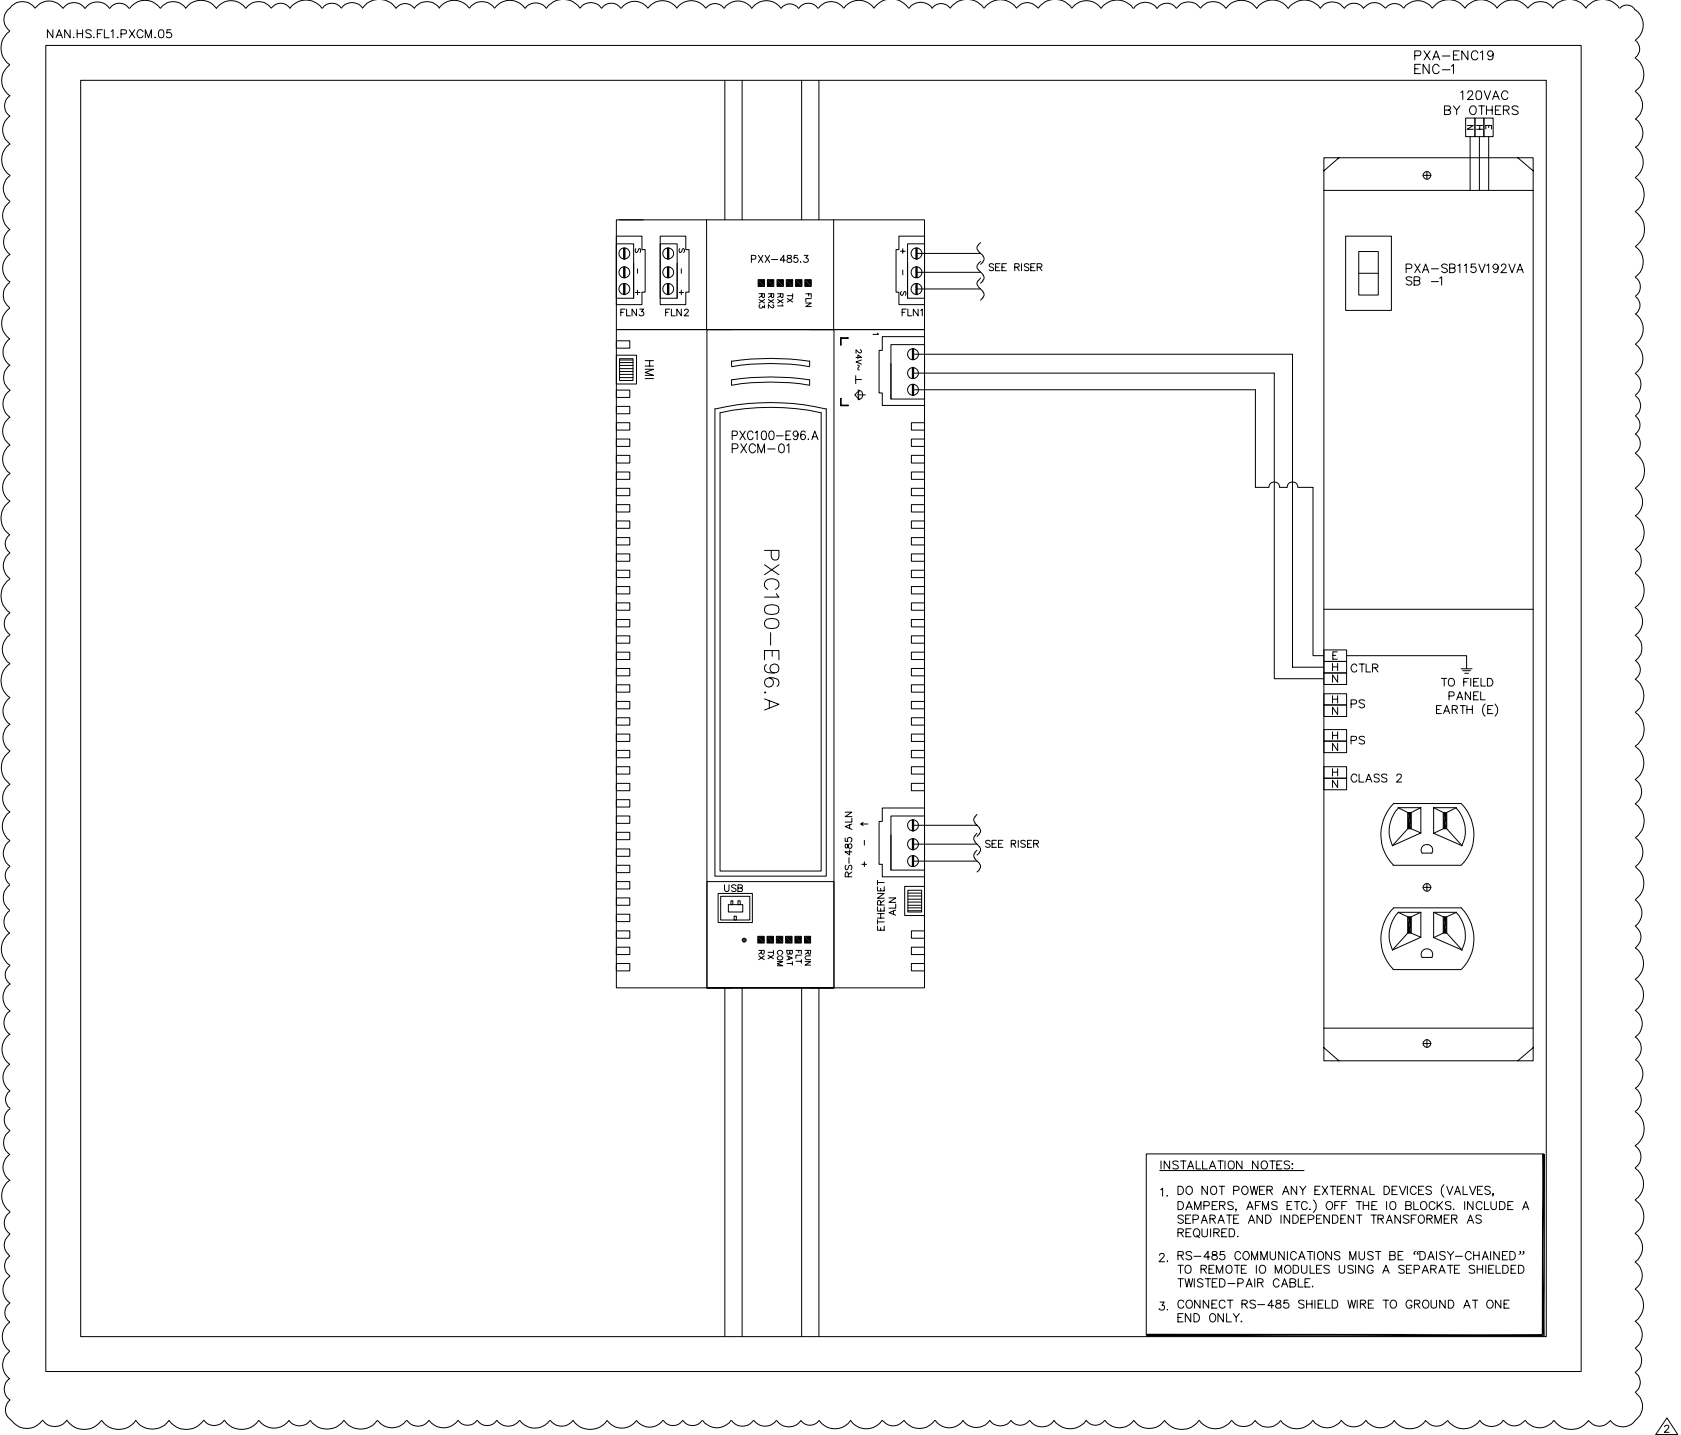 NAN.HS.FL1.PXCM.05
PXA-ENC19
ENC-1
120VAC
BY OTHERS
N H E
PXX-485.3
RX3 RX2 RX1 TX FLN
S - +
FLN3
S - +
FLN2
+ - S
FLN1
SEE RISER
PXA-SB115V192VA
SB -1
HMI
1
24V~
PXC100-E96.A
PXCM-01
PXC100-E96.A
E
H
N
CTLR
TO FIELD
PANEL
EARTH (E)
H
N
PS
H
N
PS
H
N
CLASS 2
RS-485 ALN
+ -
SEE RISER
ETHERNET
ALN
USB
RX TX COM BAT FLT RUN
INSTALLATION NOTES:
1. DO NOT POWER ANY EXTERNAL DEVICES (VALVES,
DAMPERS, AFMS ETC.) OFF THE IO BLOCKS. INCLUDE A
SEPARATE AND INDEPENDENT TRANSFORMER AS
REQUIRED.
2. RS-485 COMMUNICATIONS MUST BE “DAISY-CHAINED”
TO REMOTE IO MODULES USING A SEPARATE SHIELDED
TWISTED-PAIR CABLE.
3. CONNECT RS-485 SHIELD WIRE TO GROUND AT ONE
END ONLY.
2